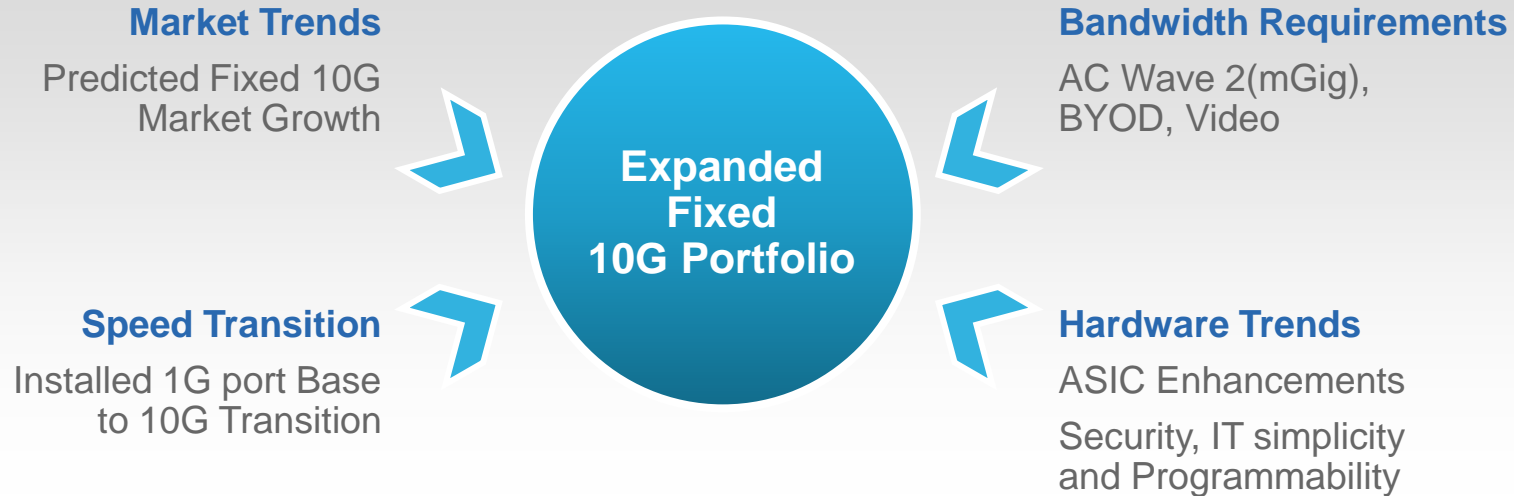 Market Trends
Predicted Fixed 10G
Market Growth
Speed Transition
Installed 1G port Base
to 10G Transition
Expanded
Fixed
10G Portfolio
Bandwidth Requirements
AC Wave 2(mGig),
BYOD, Video
Hardware Trends
ASIC Enhancements
Security, IT simplicity
and Programmability